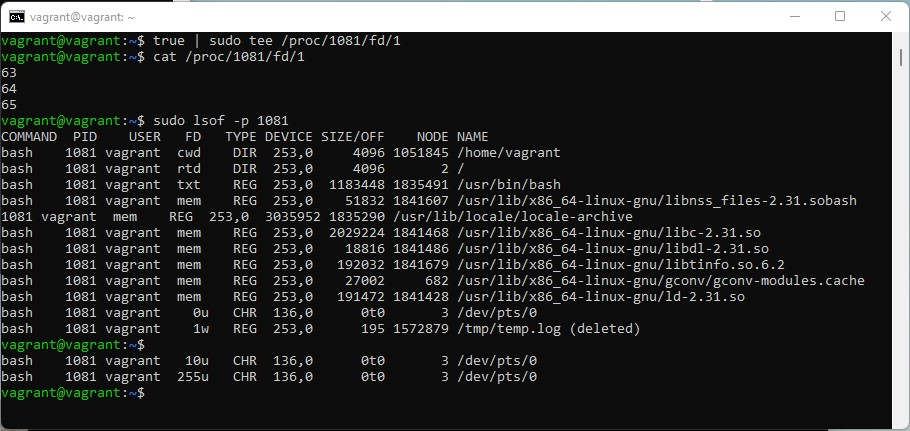 vagrant@vagrant: ~
vagrant@vagrant:~$ true | sudo tee /proc/1081/fd/1
vagrant@vagrant:~$ cat /proc/1081/fd/1
63
64
65
vagrant@vagrant:~$ sudo lsof -p 1081
COMMAND  PID    USER   FD   TYPE DEVICE SIZE/OFF    NODE NAME
bash    1081 vagrant  cwd    DIR  253,0     4096 1051845 /home/vagrant
bash    1081 vagrant  rtd    DIR  253,0     4096       2 /
bash    1081 vagrant  txt    REG  253,0  1183448 1835491 /usr/bin/bash
bash    1081 vagrant  mem    REG  253,0    51832 1841607 /usr/lib/x86_64-linux-gnu/libnss_files-2.31.sobash
1081 vagrant  mem    REG  253,0  3035952 1835290 /usr/lib/locale/locale-archive
bash    1081 vagrant  mem    REG  253,0  2029224 1841468 /usr/lib/x86_64-linux-gnu/libc-2.31.so
bash    1081 vagrant  mem    REG  253,0    18816 1841486 /usr/lib/x86_64-linux-gnu/libdl-2.31.so
bash    1081 vagrant  mem    REG  253,0   192032 1841679 /usr/lib/x86_64-linux-gnu/libtinfo.so.6.2
bash    1081 vagrant  mem    REG  253,0    27002     682 /usr/lib/x86_64-linux-gnu/gconv/gconv-modules.cache
bash    1081 vagrant  mem    REG  253,0   191472 1841428 /usr/lib/x86_64-linux-gnu/ld-2.31.so
bash    1081 vagrant    0u   CHR  136,0      0t0       3 /dev/pts/0
bash    1081 vagrant    1w   REG  253,0      195 1572879 /tmp/temp.log (deleted)
vagrant@vagrant:~$
bash    1081 vagrant   10u   CHR  136,0      0t0       3 /dev/pts/0
bash    1081 vagrant  255u   CHR  136,0      0t0       3 /dev/pts/0
vagrant@vagrant:~$